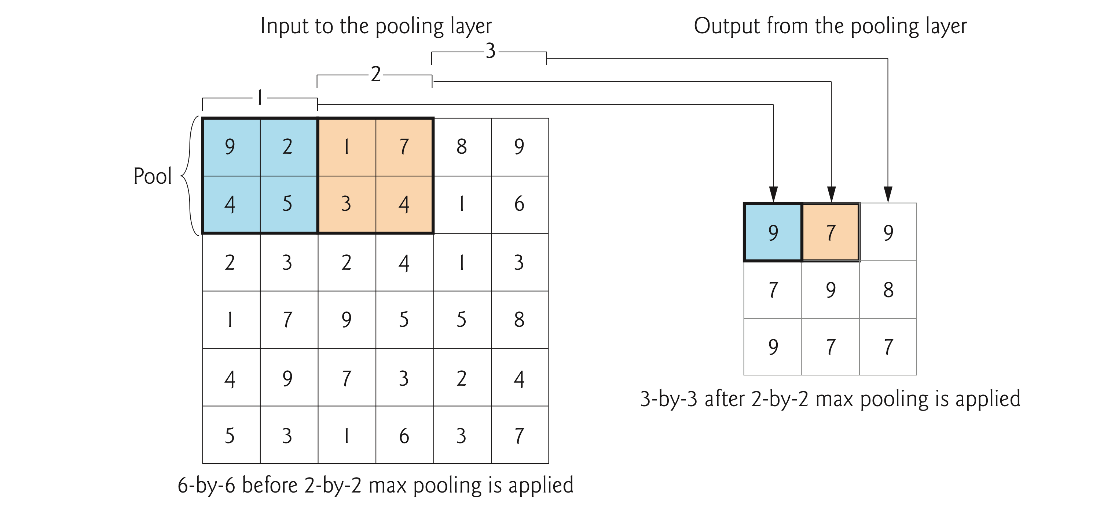 Input to the pooling layer
Output from the pooling layer
3
2
1
Pool
9 2 1 7 8 9
4 5 3 4 1 6
2 3 2 4 1 3
1 7 9 5 5 8
4 9 7 3 2 4
5 3 1 6 3 7
6-by-6 before 2-by-2 max pooling is applied
9 7 9
7 9 8
9 7 7
3-by-3 after 2-by-2 max pooling is applied